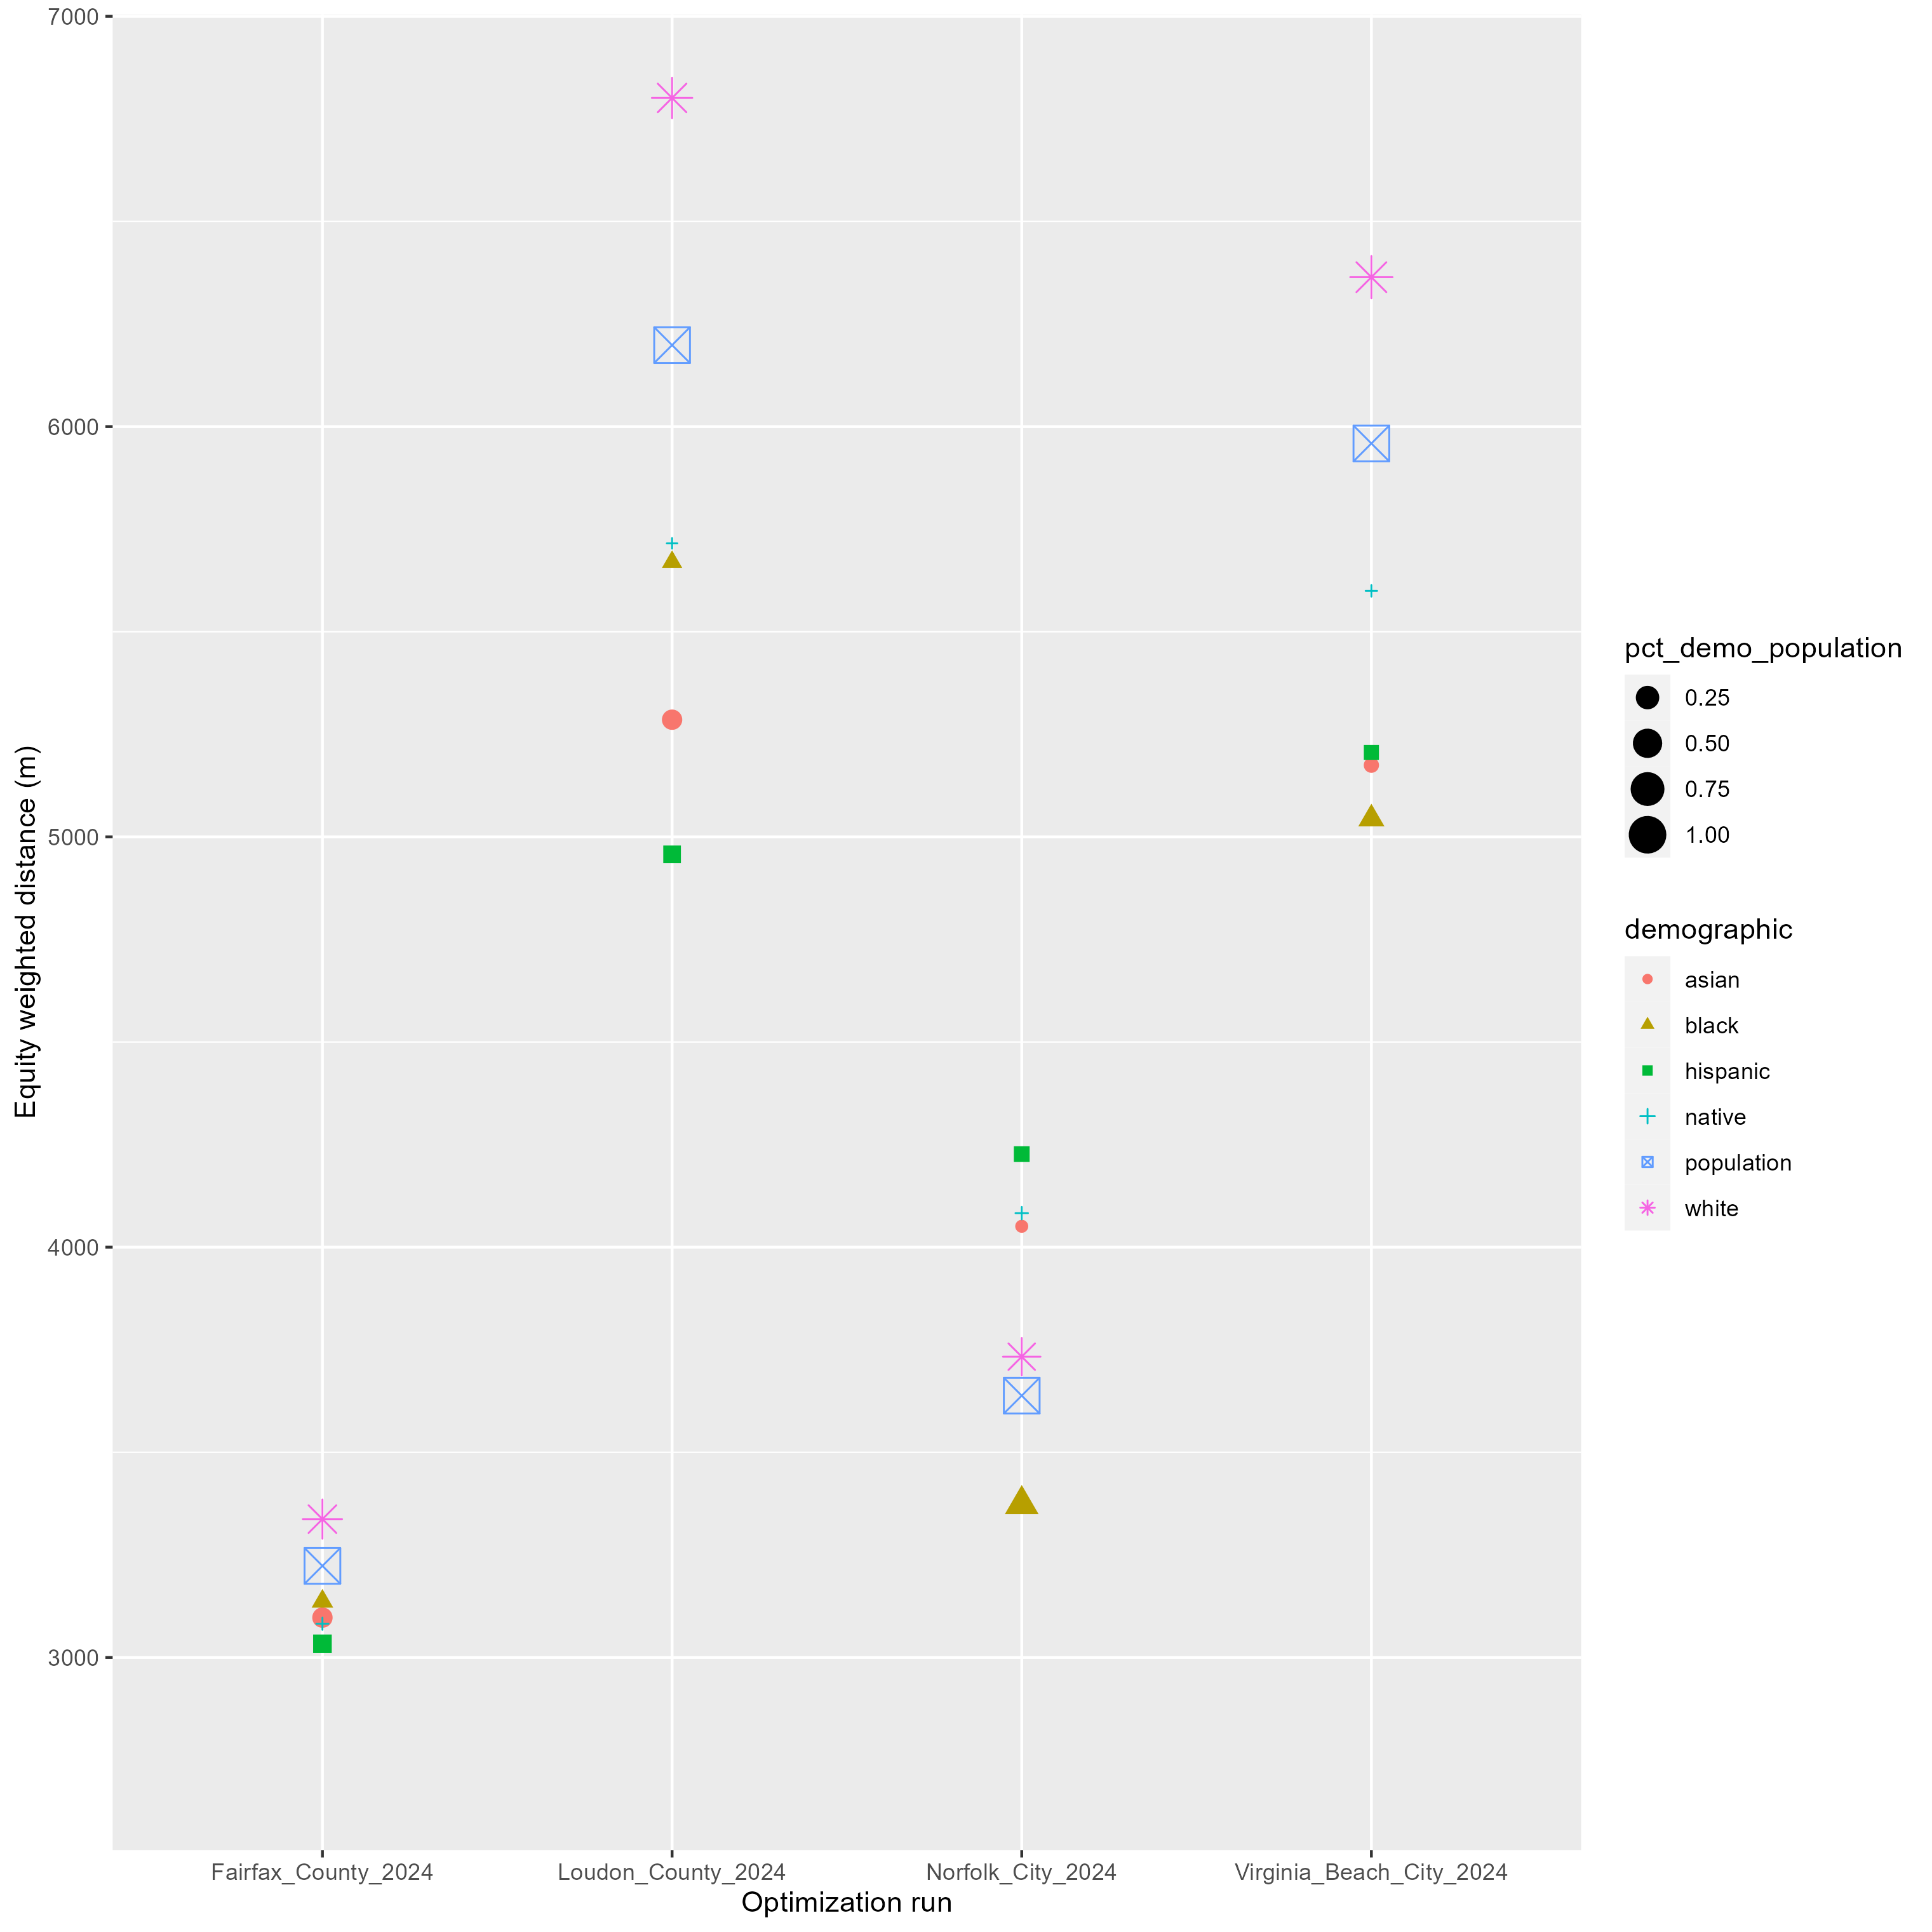 7000
6000
5000
4000
3000
Equity weighted distance (m)
Fairfax_County_2024
Loudon_County_2024
Norfolk_City_2024
Virginia_Beach_City_2024
Optimization run
pct_demo_population
0.25
0.50
0.75
1.00
demographic
asian
black
hispanic
native
population
white